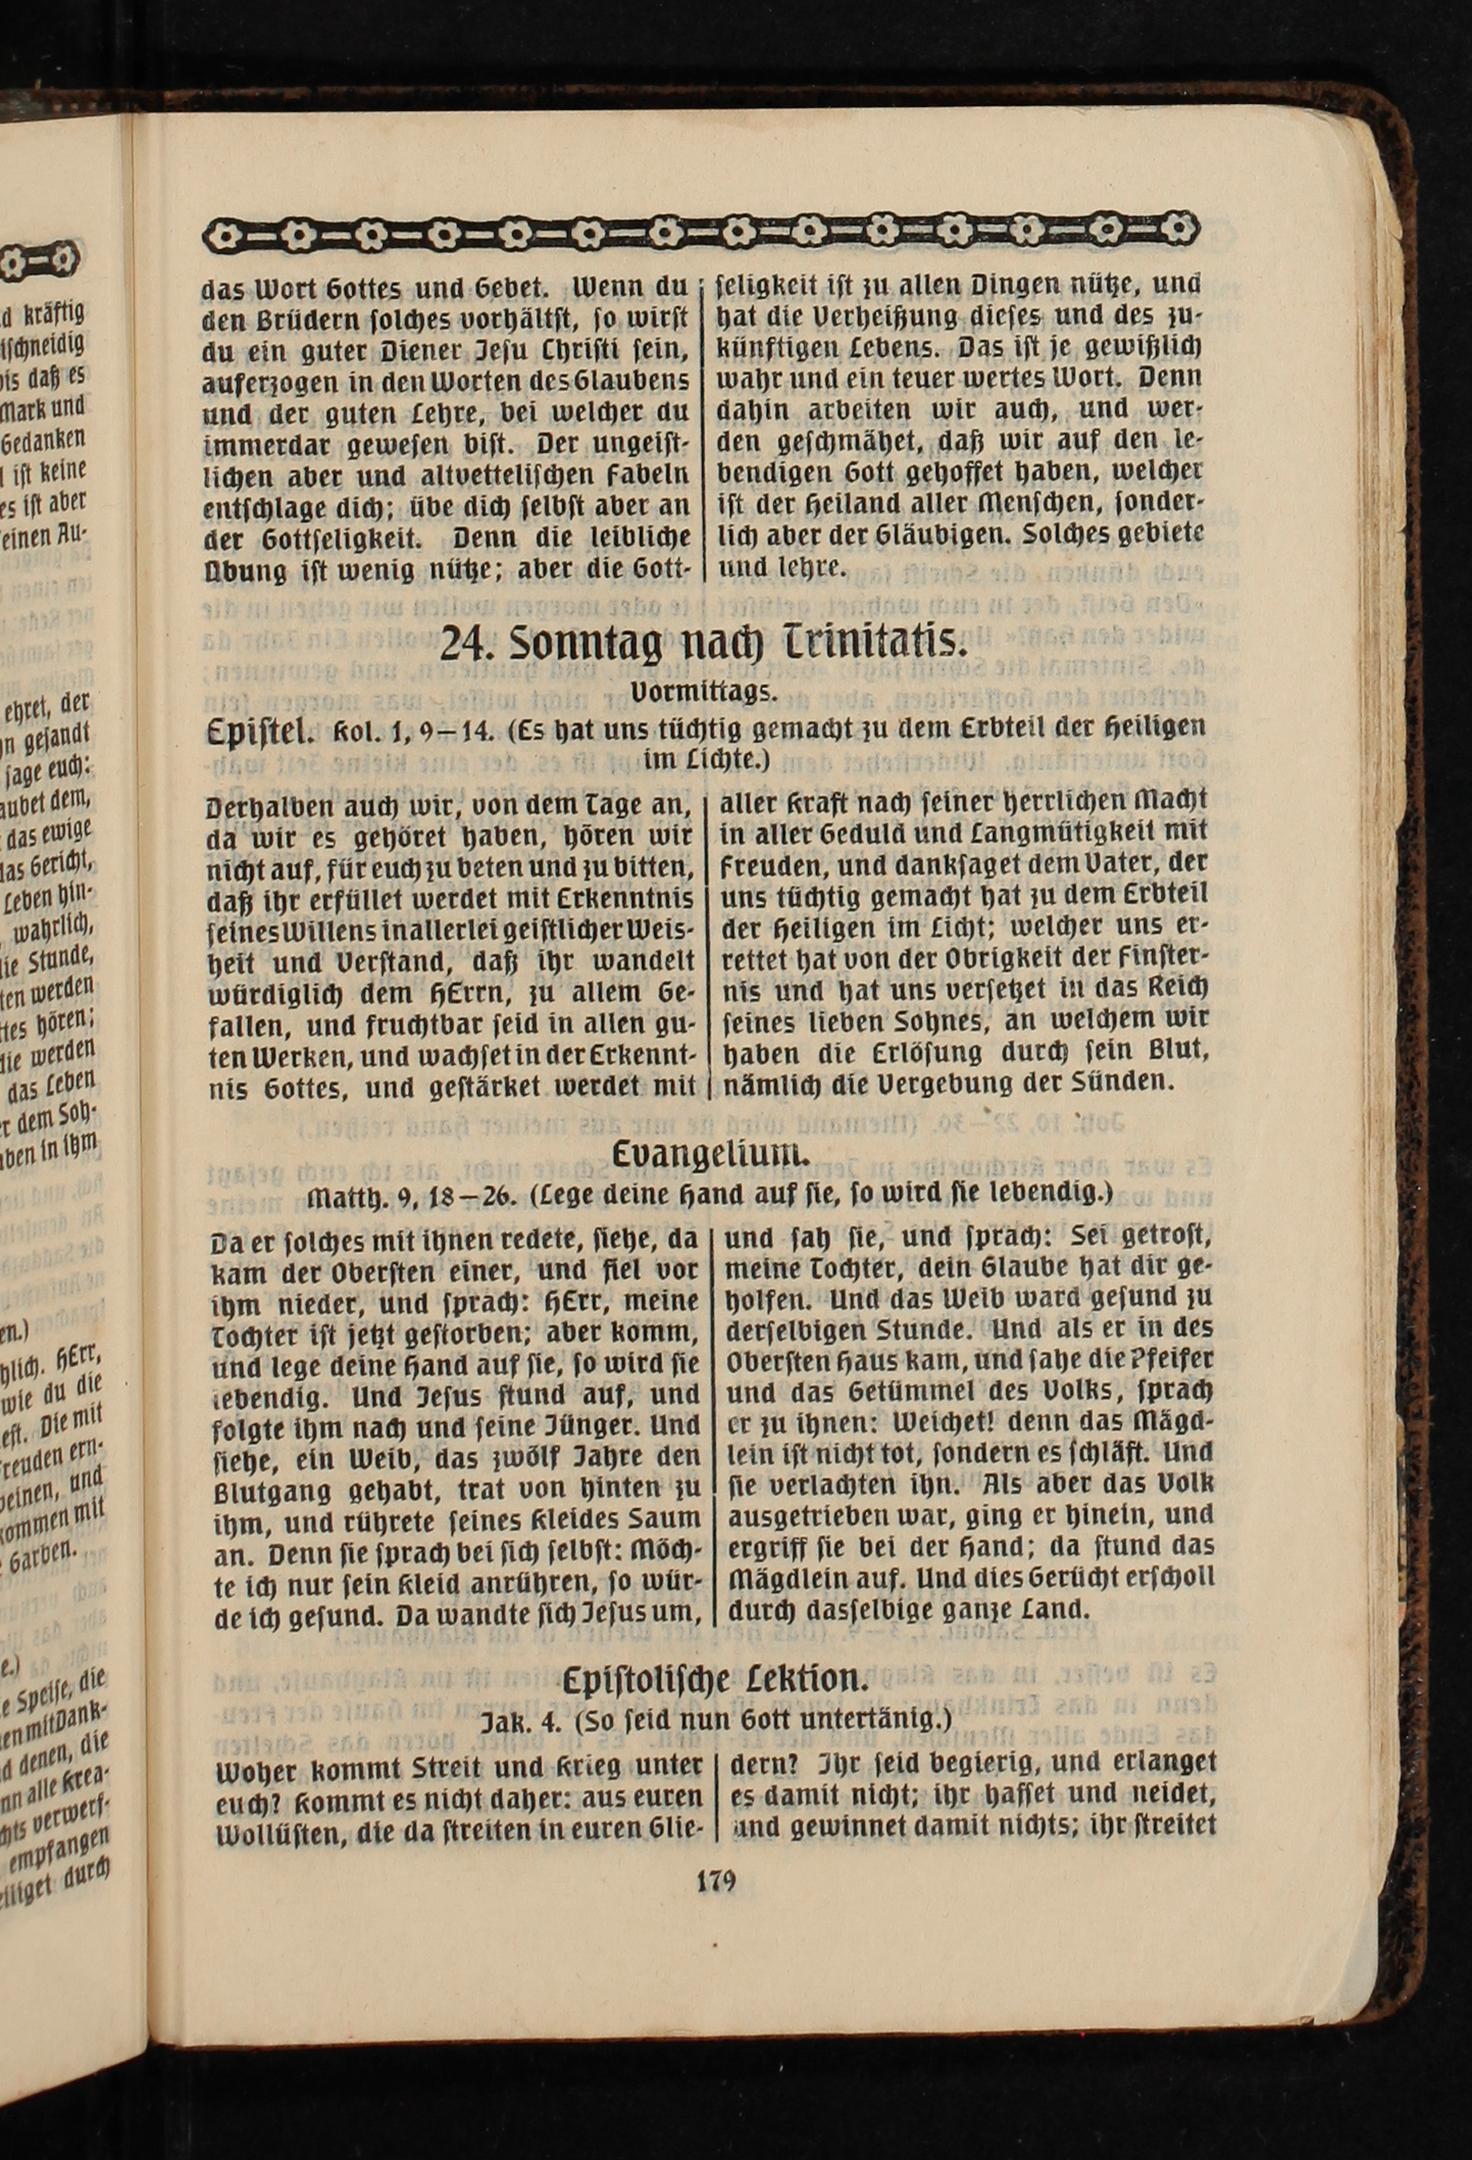 das Wort Gottes und Gebet. Wenn du
den Brüdern ſolches vorhältſt, ſo wirſt
du ein guter Diener Jeſu Chriſti ſein,
auferzogen in den Worten des Glaubens
und der guten Lehre, bei welcher du
immerdar geweſen biſt. Der ungeiſt-
lichen aber und altvetteliſchen Fabeln
entſchlage dich; übe dich ſelbſt aber an
der Gottſeligkeit. Denn die leibliche
Übung iſt wenig nütze; aber die Gott-
ſeligkeit iſt zu allen Dingen nütze, und
hat die Verheißung dieſes und des zu-
künftigen Lebens. Das iſt je gewißlich
wahr und ein teuer wertes Wort. Denn
dahin arbeiten wir auch, und wer-
den geſchmähet, daß wir auf den le-
bendigen Gott gehoffet haben, welcher
iſt der Heiland aller Menſchen, ſonder-
lich aber der Gläubigen. Solches gebiete
und lehre.
24. Sonntag nach Trinitatis.
Vormittags.
Epiſtel. Kol. 1, 9–14. (Es hat uns tüchtig gemacht zu dem Erbteil der Heiligen
im Lichte.)
Derhalben auch wir, von dem Tage an,
da wir es gehöret haben, hören wir
nicht auf, für euch zu beten und zu bitten,
daß ihr erfüllet werdet mit Erkenntnis
ſeines Willens in allerlei geiſtlicher Weis-
heit und Verſtand, daß ihr wandelt
würdiglich dem HErrn, zu allem Ge-
fallen, und fruchtbar ſeid in allen gu-
ten Werken, und wachſet in der Erkennt-
nis Gottes, und geſtärket werdet mit
aller Kraft nach ſeiner herrlichen Macht
in aller Geduld und Langmütigkeit mit
Freuden, und dankſaget dem Vater, der
uns tüchtig gemacht hat zu dem Erbteil
der Heiligen im Licht; welcher uns er-
rettet hat von der Obrigkeit der Finſter-
nis und hat uns verſetzet in das Reich
ſeines lieben Sohnes, an welchem wir
haben die Erlöſung durch ſein Blut,
nämlich die Vergebung der Sünden.
Evangelium.
Matth. 9, 18–26. (Lege deine Hand auf ſie, ſo wird ſie lebendig.)
Da er ſolches mit ihnen redete, ſiehe, da
kam der Oberſten einer, und fiel vor
ihm nieder, und ſprach: HErr, meine
Tochter iſt jetzt geſtorben; aber komm,
und lege deine Hand auf ſie, ſo wird ſie
lebendig. Und Jeſus ſtund auf, und
folgte ihm nach und ſeine Jünger. Und
ſiehe, ein Weib, das zwölf Jahre den
Blutgang gehabt, trat von hinten zu
ihm, und rührete ſeines Kleides Saum
an. Denn ſie ſprach bei ſich ſelbſt: Möch-
te ich nur ſein Kleid anrühren, ſo wür-
de ich geſund. Da wandte ſich Jeſus um,
und ſah ſie, und ſprach: Sei getroſt,
meine Tochter, dein Glaube hat dir ge-
holfen. Und das Weib ward geſund zu
derſelbigen Stunde. Und als er in des
Oberſten Haus kam, und ſahe die Pfeifer
und das Getümmel des Volks, ſprach
er zu ihnen: Weichet! denn das Mägd-
lein iſt nicht tot, ſondern es ſchläft. Und
ſie verlachten ihn. Als aber das Volk
ausgetrieben war, ging er hinein, und
ergriff ſie bei der Hand; da ſtund das
Mägdlein auf. Und dies Gerücht erſcholl
durch dasſelbige ganze Land.
Epiſtoliſche Lektion.
Jak. 4. (So ſeid nun Gott untertänig.)
Woher kommt Streit und Krieg unter
euch? Kommt es nicht daher: aus euren
Wollüſten, die da ſtreiten in euren Glie-
dern? Ihr ſeid begierig, und erlanget
es damit nicht; ihr haſſet und neidet,
und gewinnet damit nichts; ihr ſtreitet
179